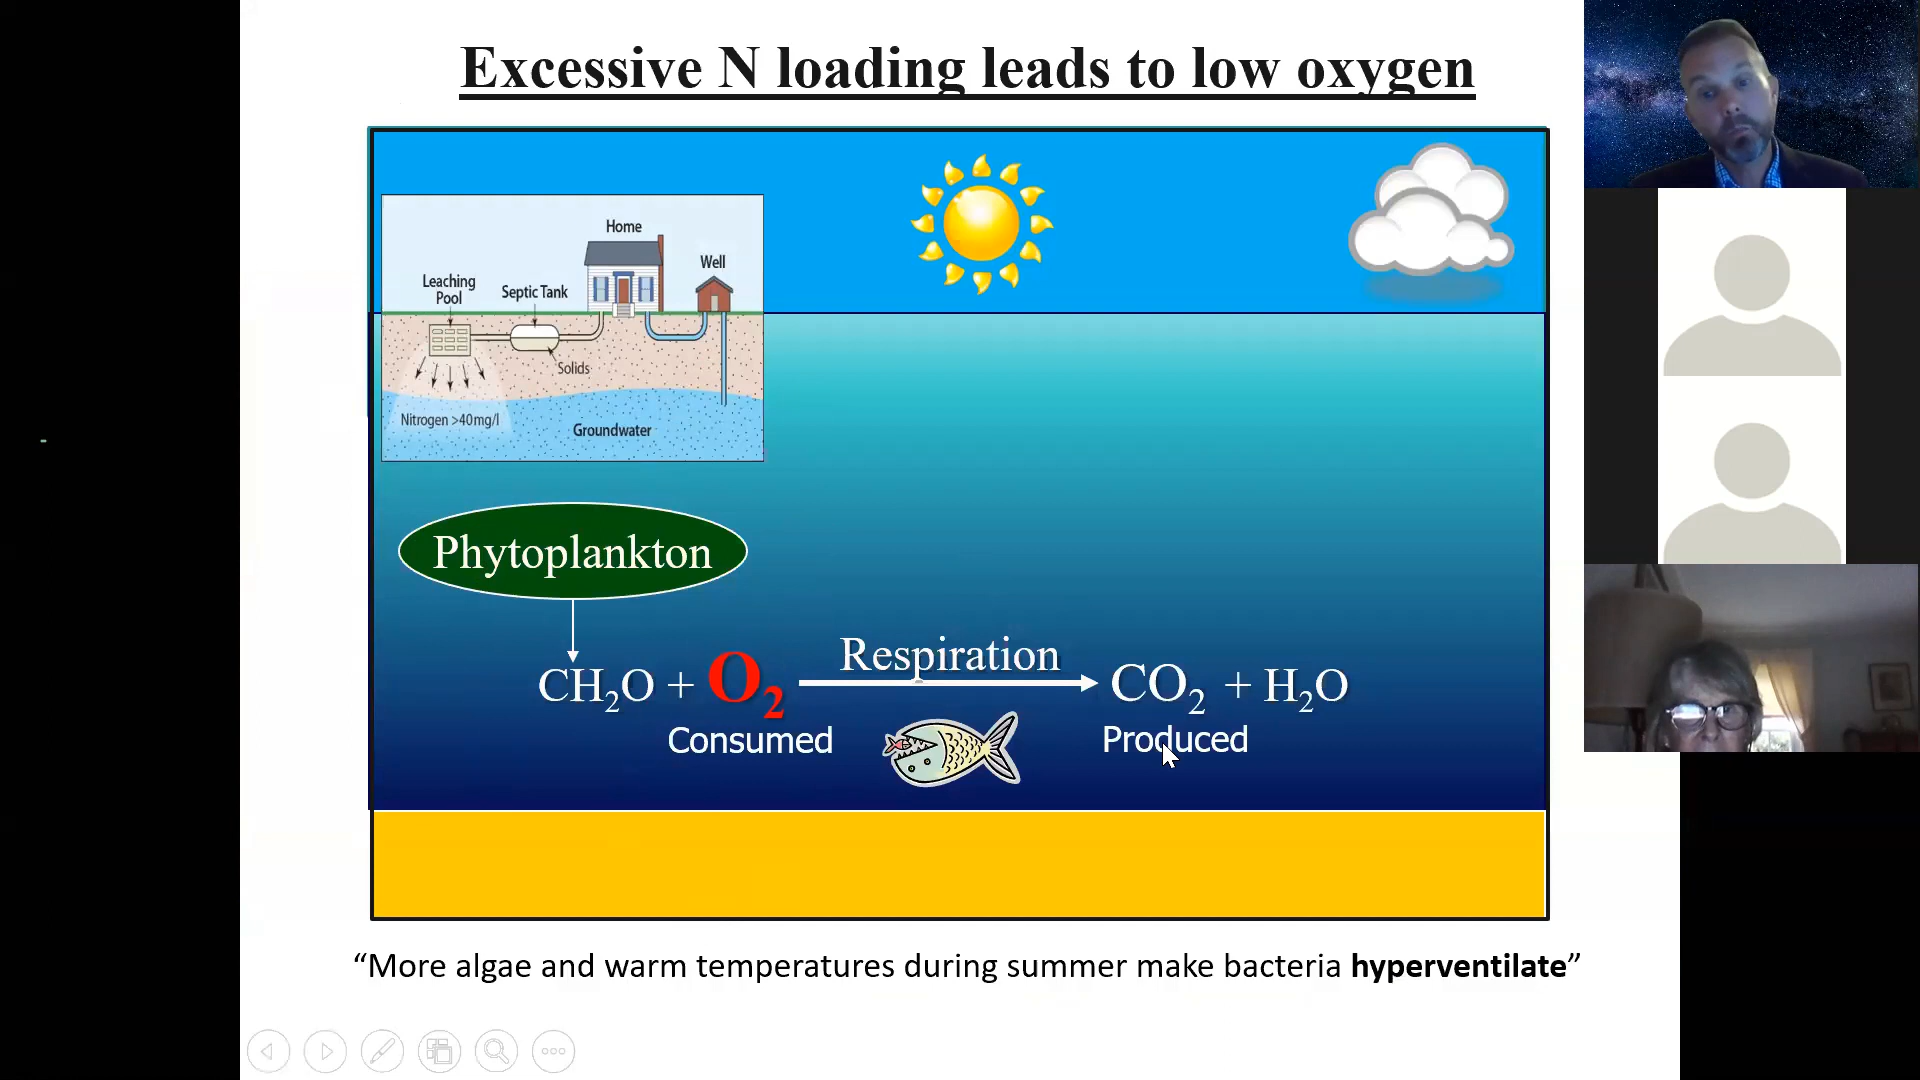 Excessive N loading leads to low oxygen
Home
Well
Leaching
Pool
Septic Tank
Solids
Nitrogen >40mg/l
Groundwater
Phytoplankton
Respiration
CH₂O + O₂ CO₂ + H₂O
Consumed
Produced
“More algae and warm temperatures during summer make bacteria hyperventilate”